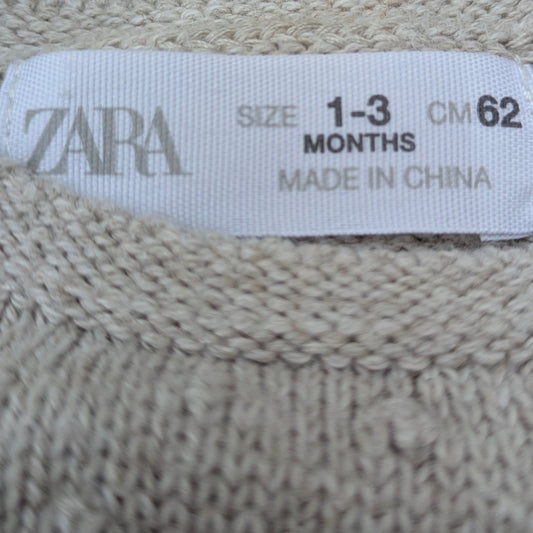 ZARA
SIZE 1-3 CM 62
MONTHS
MADE IN CHINA